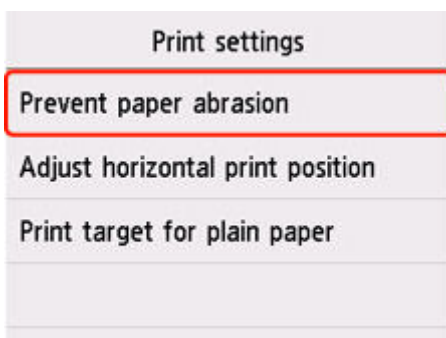 Print settings
Prevent paper abrasion
Adjust horizontal print position
Print target for plain paper